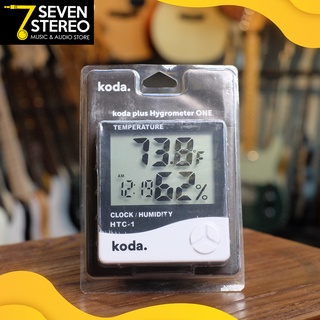 SEVEN
STEREO
MUSIC & AUDIO STORE
koda.
koda plus Hygrometer ONE
TEMPERATURE
73.8°F
AM 12:19 62%
CLOCK / HUMIDITY
HTC-1
koda.